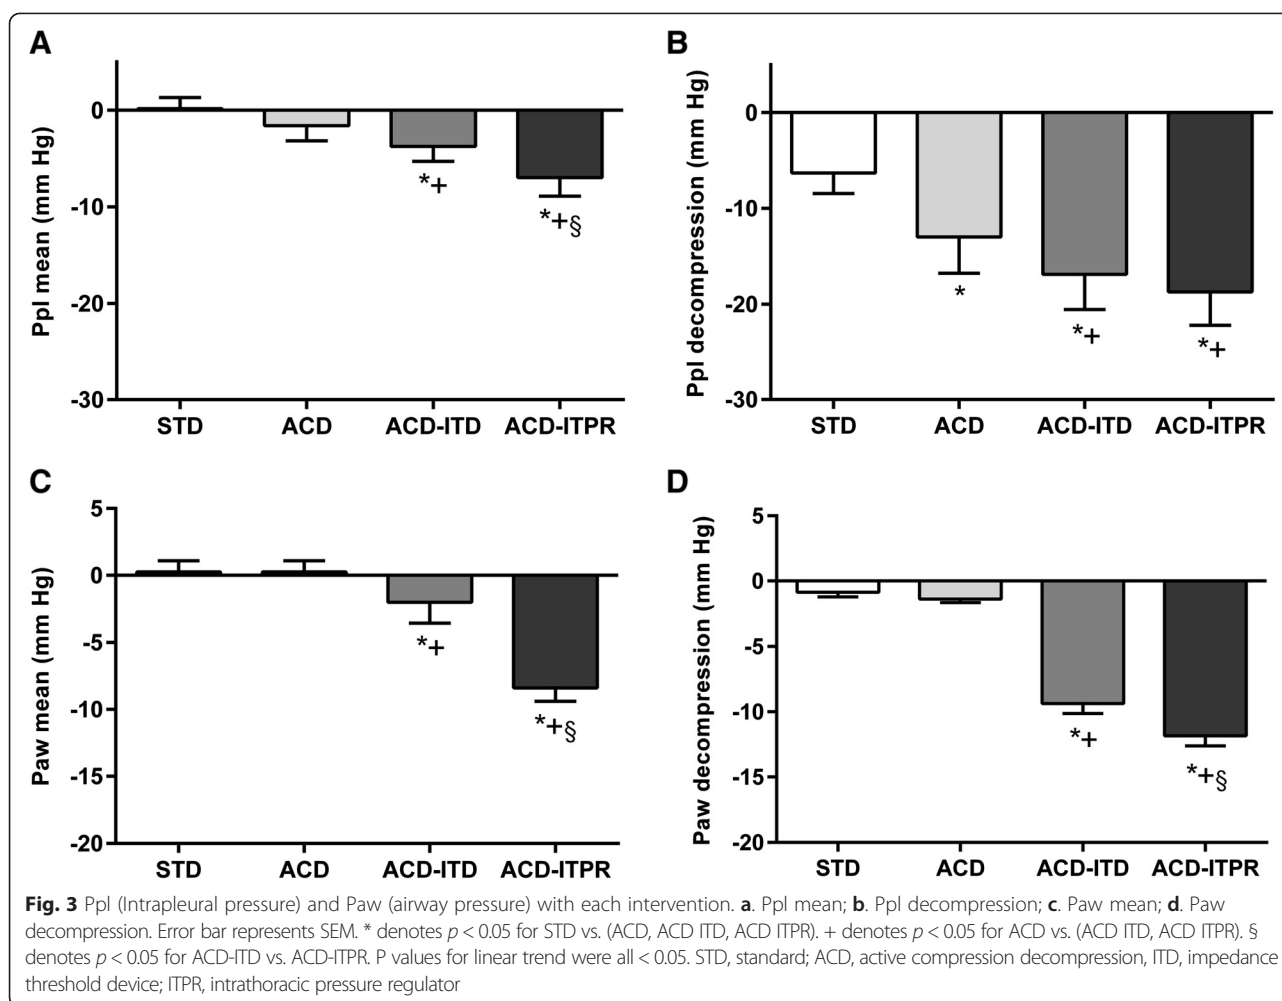 A
Ppl mean (mm Hg)
0
-10
-20
-30
*+
*+§
STD ACD ACD-ITD ACD-ITPR
B
Ppl decompression (mm Hg)
0
-10
-20
-30
*
*+
*+
STD ACD ACD-ITD ACD-ITPR
C
Paw mean (mm Hg)
5
0
-5
-10
-15
-20
*+
*+§
STD ACD ACD-ITD ACD-ITPR
D
Paw decompression (mm Hg)
5
0
-5
-10
-15
-20
*+
*+§
STD ACD ACD-ITD ACD-ITPR
Fig. 3 Ppl (Intrapleural pressure) and Paw (airway pressure) with each intervention. a. Ppl mean; b. Ppl decompression; c. Paw mean; d. Paw
decompression. Error bar represents SEM. * denotes p < 0.05 for STD vs. (ACD, ACD ITD, ACD ITPR). + denotes p < 0.05 for ACD vs. (ACD ITD, ACD ITPR). §
denotes p < 0.05 for ACD-ITD vs. ACD-ITPR. P values for linear trend were all < 0.05. STD, standard; ACD, active compression decompression, ITD, impedance
threshold device; ITPR, intrathoracic pressure regulator